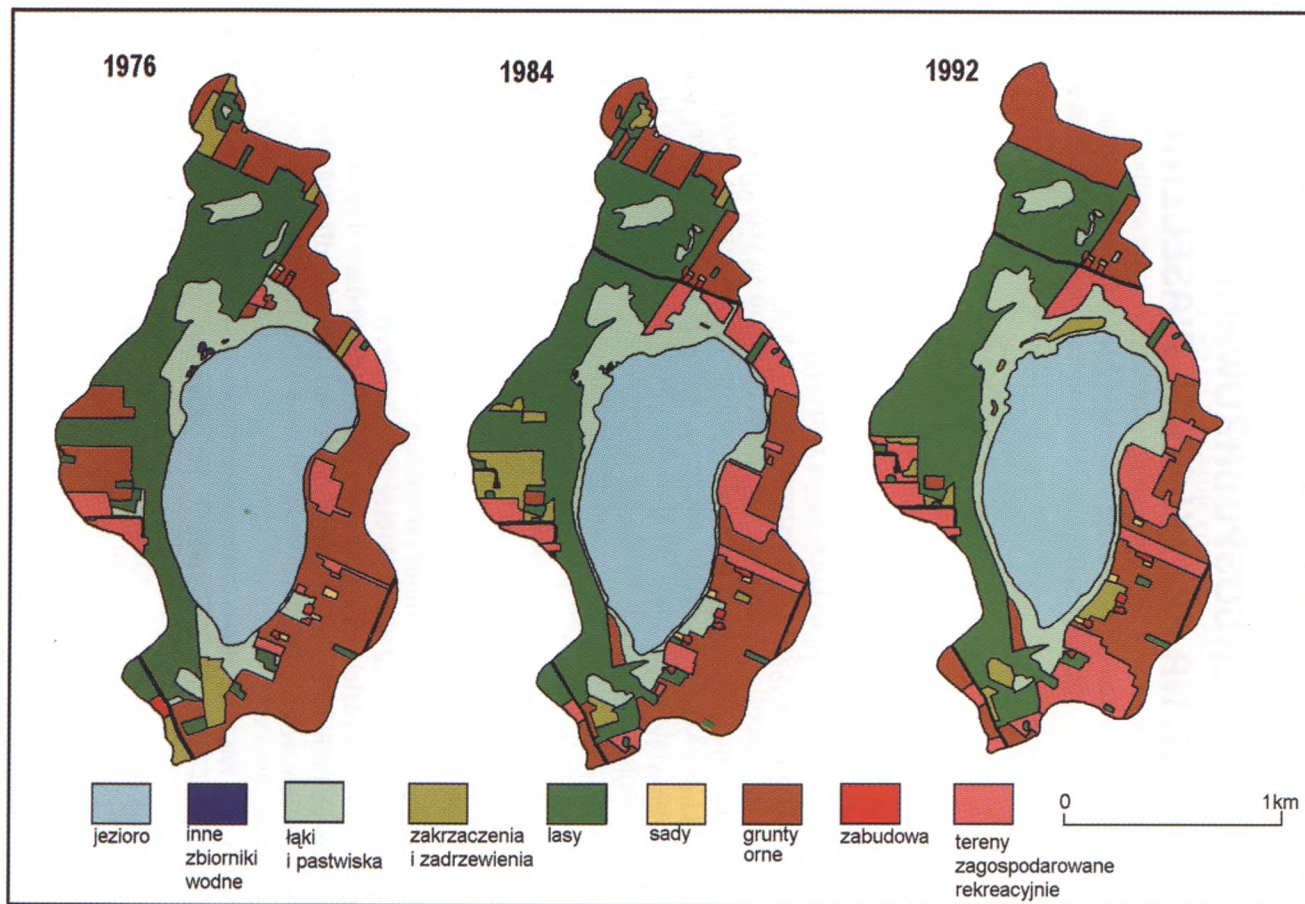 1976
1984
1992
jezioro
inne
zbiorniki
wodne
łąki
i pastwiska
zakrzaczenia
i zadrzewienia
lasy
sady
grunty
orne
zabudowa
tereny
zagospodarowane
rekreacyjnie
0 1km